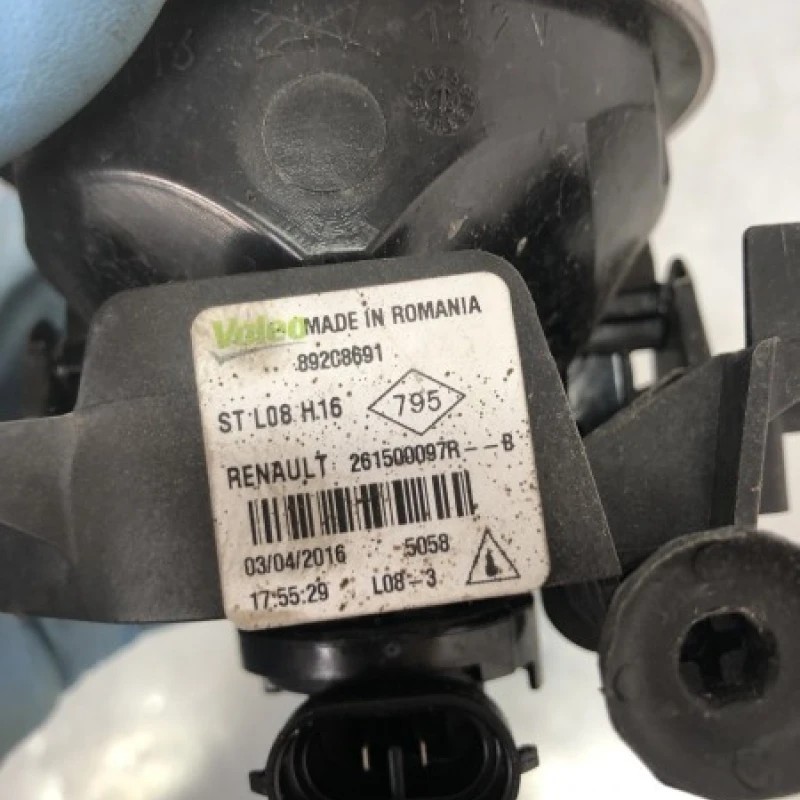 Valeo MADE IN ROMANIA
89208691
ST L08 H.16 795
RENAULT 261500097R--B
03/04/2016 5058
17:55:29 L08-3